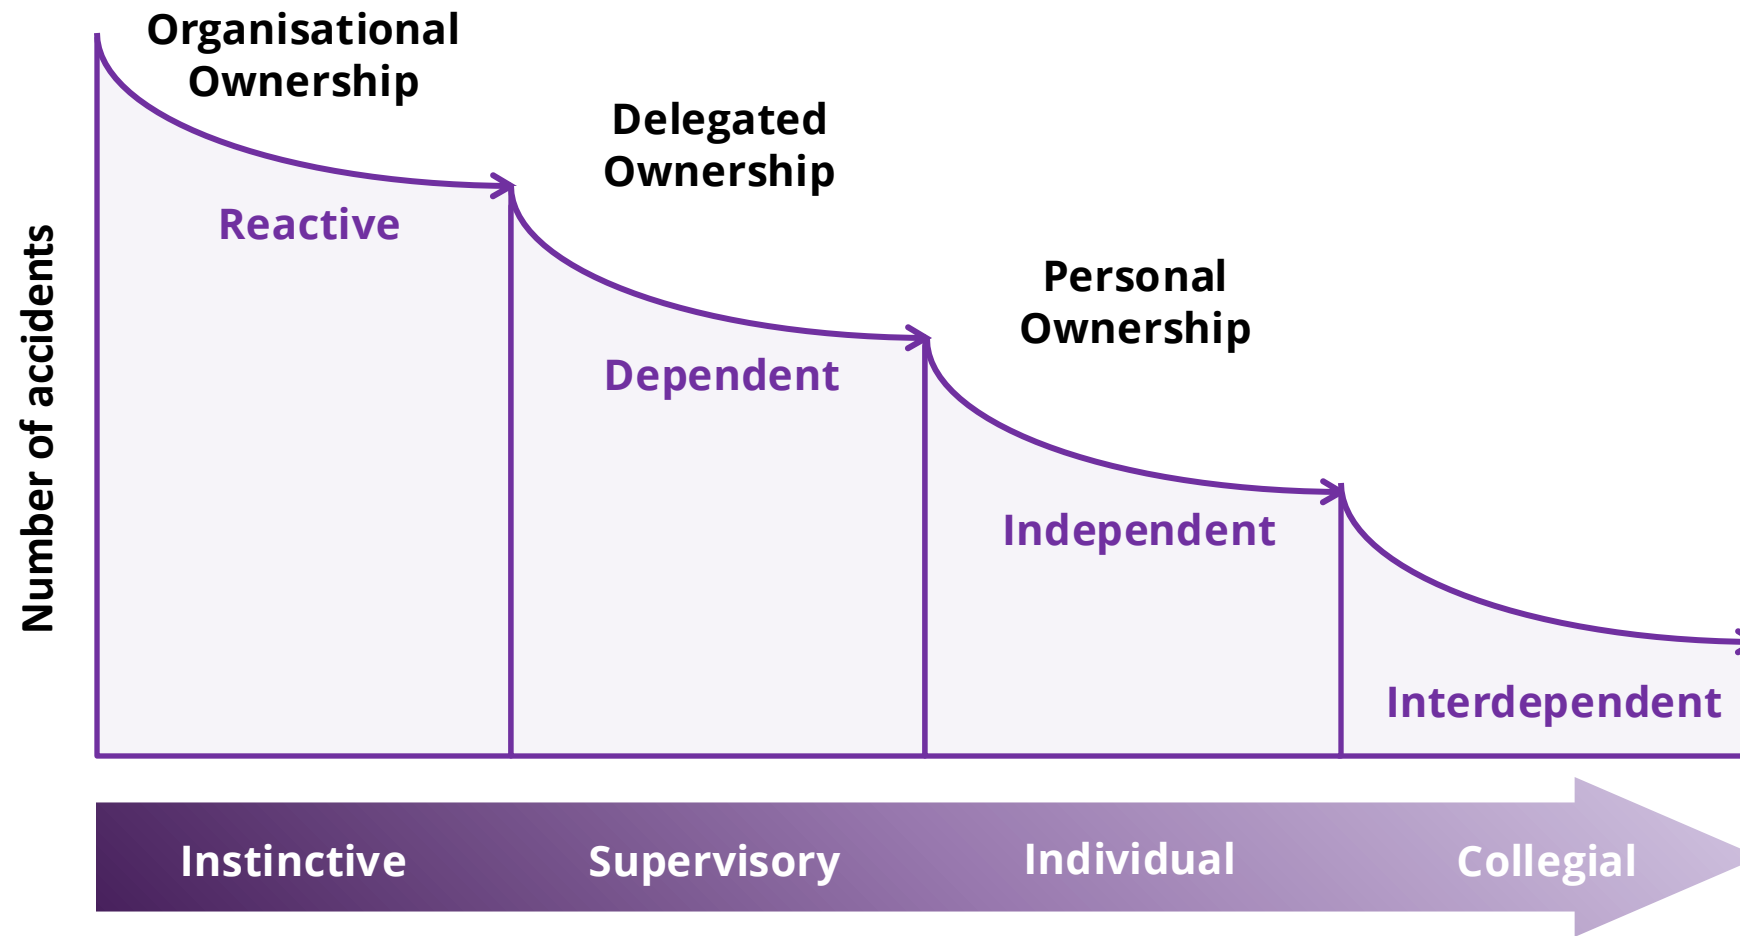 Organisational
Ownership
Delegated
Ownership
Personal
Ownership
Reactive
Dependent
Independent
Interdependent
Number of accidents
Instinctive
Supervisory
Individual
Collegial